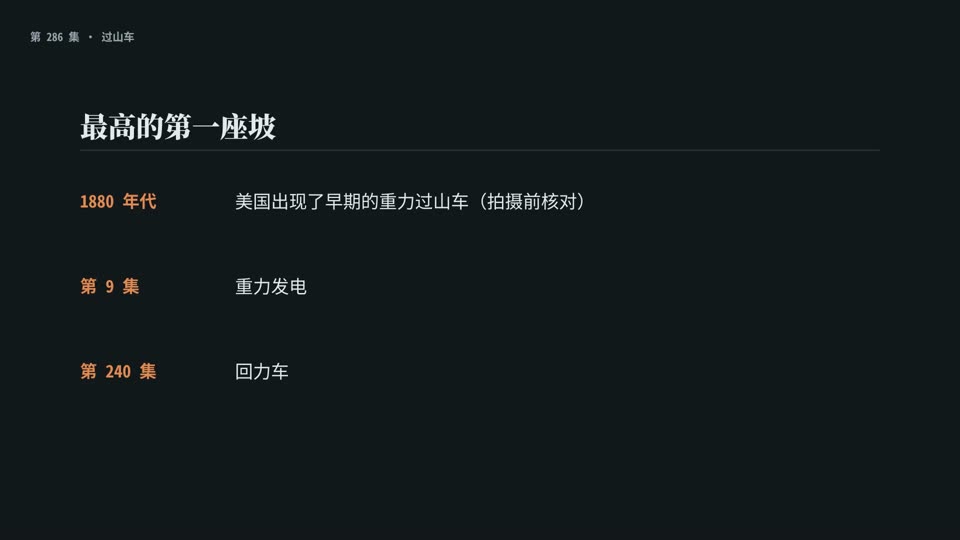 第 286 集 · 过山车
最高的第一座坡
1880 年代 美国出现了早期的重力过山车（拍摄前核对）
第 9 集 重力发电
第 240 集 回力车